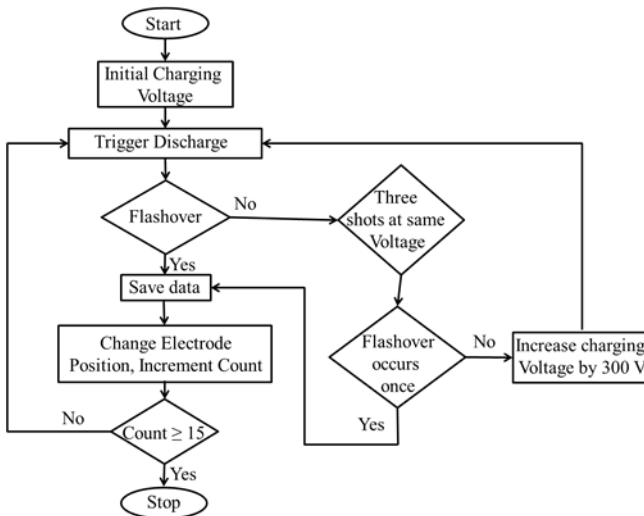 Start
Initial Charging
Voltage
Trigger Discharge
Flashover
No
Three
shots at same
Voltage
Yes
Save data
Change Electrode
Position, Increment Count
Flashover
occurs
once
No
Increase charging
Voltage by 300 V
Yes
No
Count ≥ 15
Yes
Stop